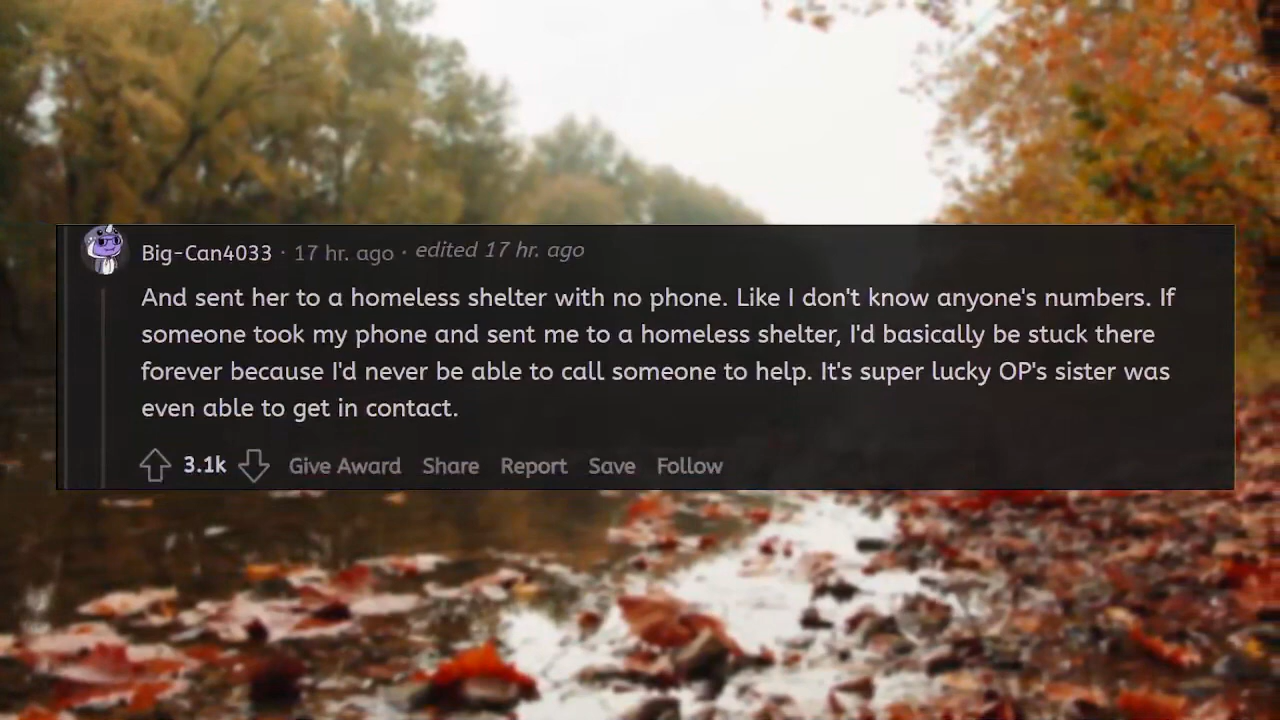 Big-Can4033 · 17 hr. ago · edited 17 hr. ago
And sent her to a homeless shelter with no phone. Like I don't know anyone's numbers. If
someone took my phone and sent me to a homeless shelter, I'd basically be stuck there
forever because I'd never be able to call someone to help. It's super lucky OP's sister was
even able to get in contact.
3.1k Give Award Share Report Save Follow